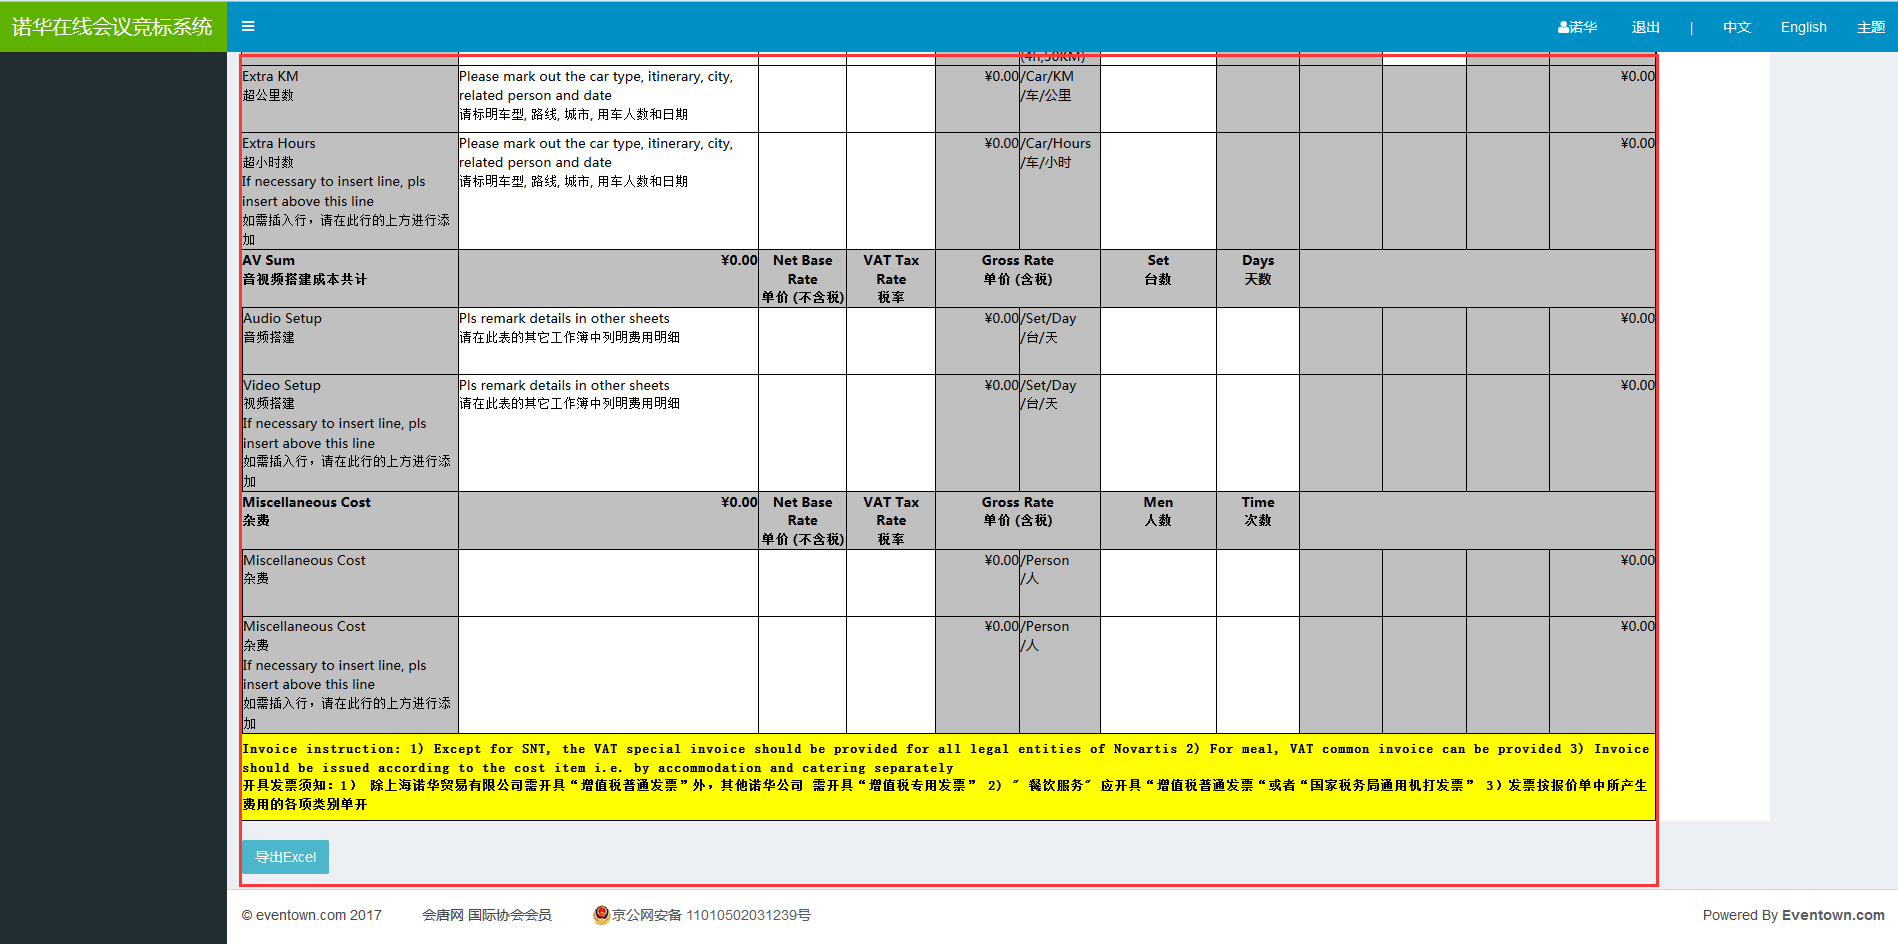 诺华在线会议竞标系统
诺华 退出 | 中文 English 主题
(4h,50KM)
Extra KM
超公里数
Please mark out the car type, itinerary, city,
related person and date
请标明车型, 路线, 城市, 用车人数和日期
¥0.00 /Car/KM
/车/公里
¥0.00
Extra Hours
超小时数
If necessary to insert line, pls
insert above this line
如需插入行，请在此行的上方进行添
加
Please mark out the car type, itinerary, city,
related person and date
请标明车型, 路线, 城市, 用车人数和日期
¥0.00 /Car/Hours
/车/小时
¥0.00
AV Sum
音视频搭建成本共计
¥0.00
Net Base
Rate
单价 (不含税)
VAT Tax
Rate
税率
Gross Rate
单价 (含税)
Set
台数
Days
天数
Audio Setup
音频搭建
Pls remark details in other sheets
请在此表的其它工作簿中列明费用明细
¥0.00 /Set/Day
/台/天
¥0.00
Video Setup
视频搭建
If necessary to insert line, pls
insert above this line
如需插入行，请在此行的上方进行添
加
Pls remark details in other sheets
请在此表的其它工作簿中列明费用明细
¥0.00 /Set/Day
/台/天
¥0.00
Miscellaneous Cost
杂费
¥0.00
Net Base
Rate
单价 (不含税)
VAT Tax
Rate
税率
Gross Rate
单价 (含税)
Men
人数
Time
次数
Miscellaneous Cost
杂费
¥0.00 /Person
/人
¥0.00
Miscellaneous Cost
杂费
If necessary to insert line, pls
insert above this line
如需插入行，请在此行的上方进行添
加
¥0.00 /Person
/人
¥0.00
Invoice instruction: 1) Except for SNT, the VAT special invoice should be provided for all legal entities of Novartis 2) For meal, VAT common invoice can be provided 3) Invoice
should be issued according to the cost item i.e. by accommodation and catering separately
开具发票须知：1） 除上海诺华贸易有限公司需开具“增值税普通发票”外，其他诺华公司 需开具“增值税专用发票” 2) ″ 餐饮服务″ 应开具“增值税普通发票“或者“国家税务局通用机打发票” 3）发票按报价单中所产生
费用的各项类别单开
导出Excel
© eventown.com 2017 会唐网 国际协会会员 京公网安备 11010502031239号 Powered By Eventown.com